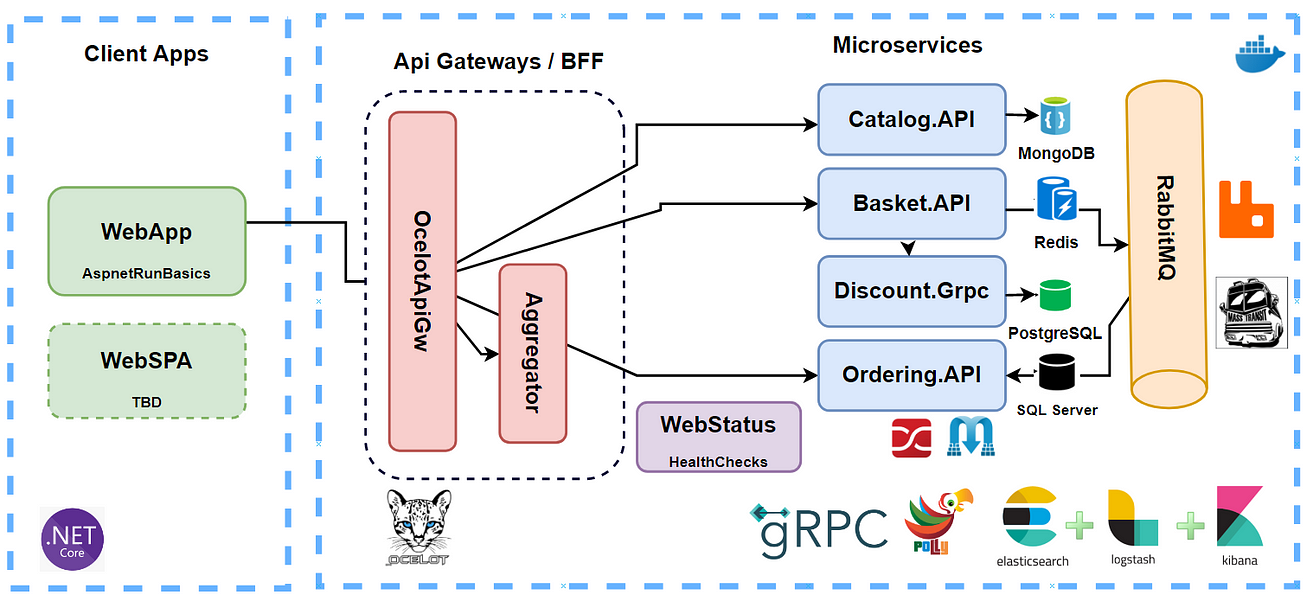 Client Apps
WebApp
AspnetRunBasics
WebSPA
TBD
.NET
Core
Api Gateways / BFF
OcelotApiGw
Aggregator
OCELOT
Microservices
Catalog.API
MongoDB
Basket.API
Redis
Discount.Grpc
PostgreSQL
Ordering.API
SQL Server
WebStatus
HealthChecks
RabbitMQ
MASS TRANSIT
gRPC
POLLY
elasticsearch
logstash
kibana